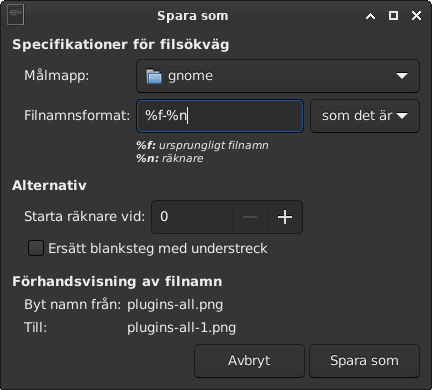 Spara som
Specifikationer för filsökväg
Målmapp: gnome
Filnamnsformat: %f-%n som det är
%f: ursprungligt filnamn
%n: räknare
Alternativ
Starta räknare vid: 0
Ersätt blanksteg med understreck
Förhandsvisning av filnamn
Byt namn från: plugins-all.png
Till: plugins-all-1.png
Avbryt Spara som